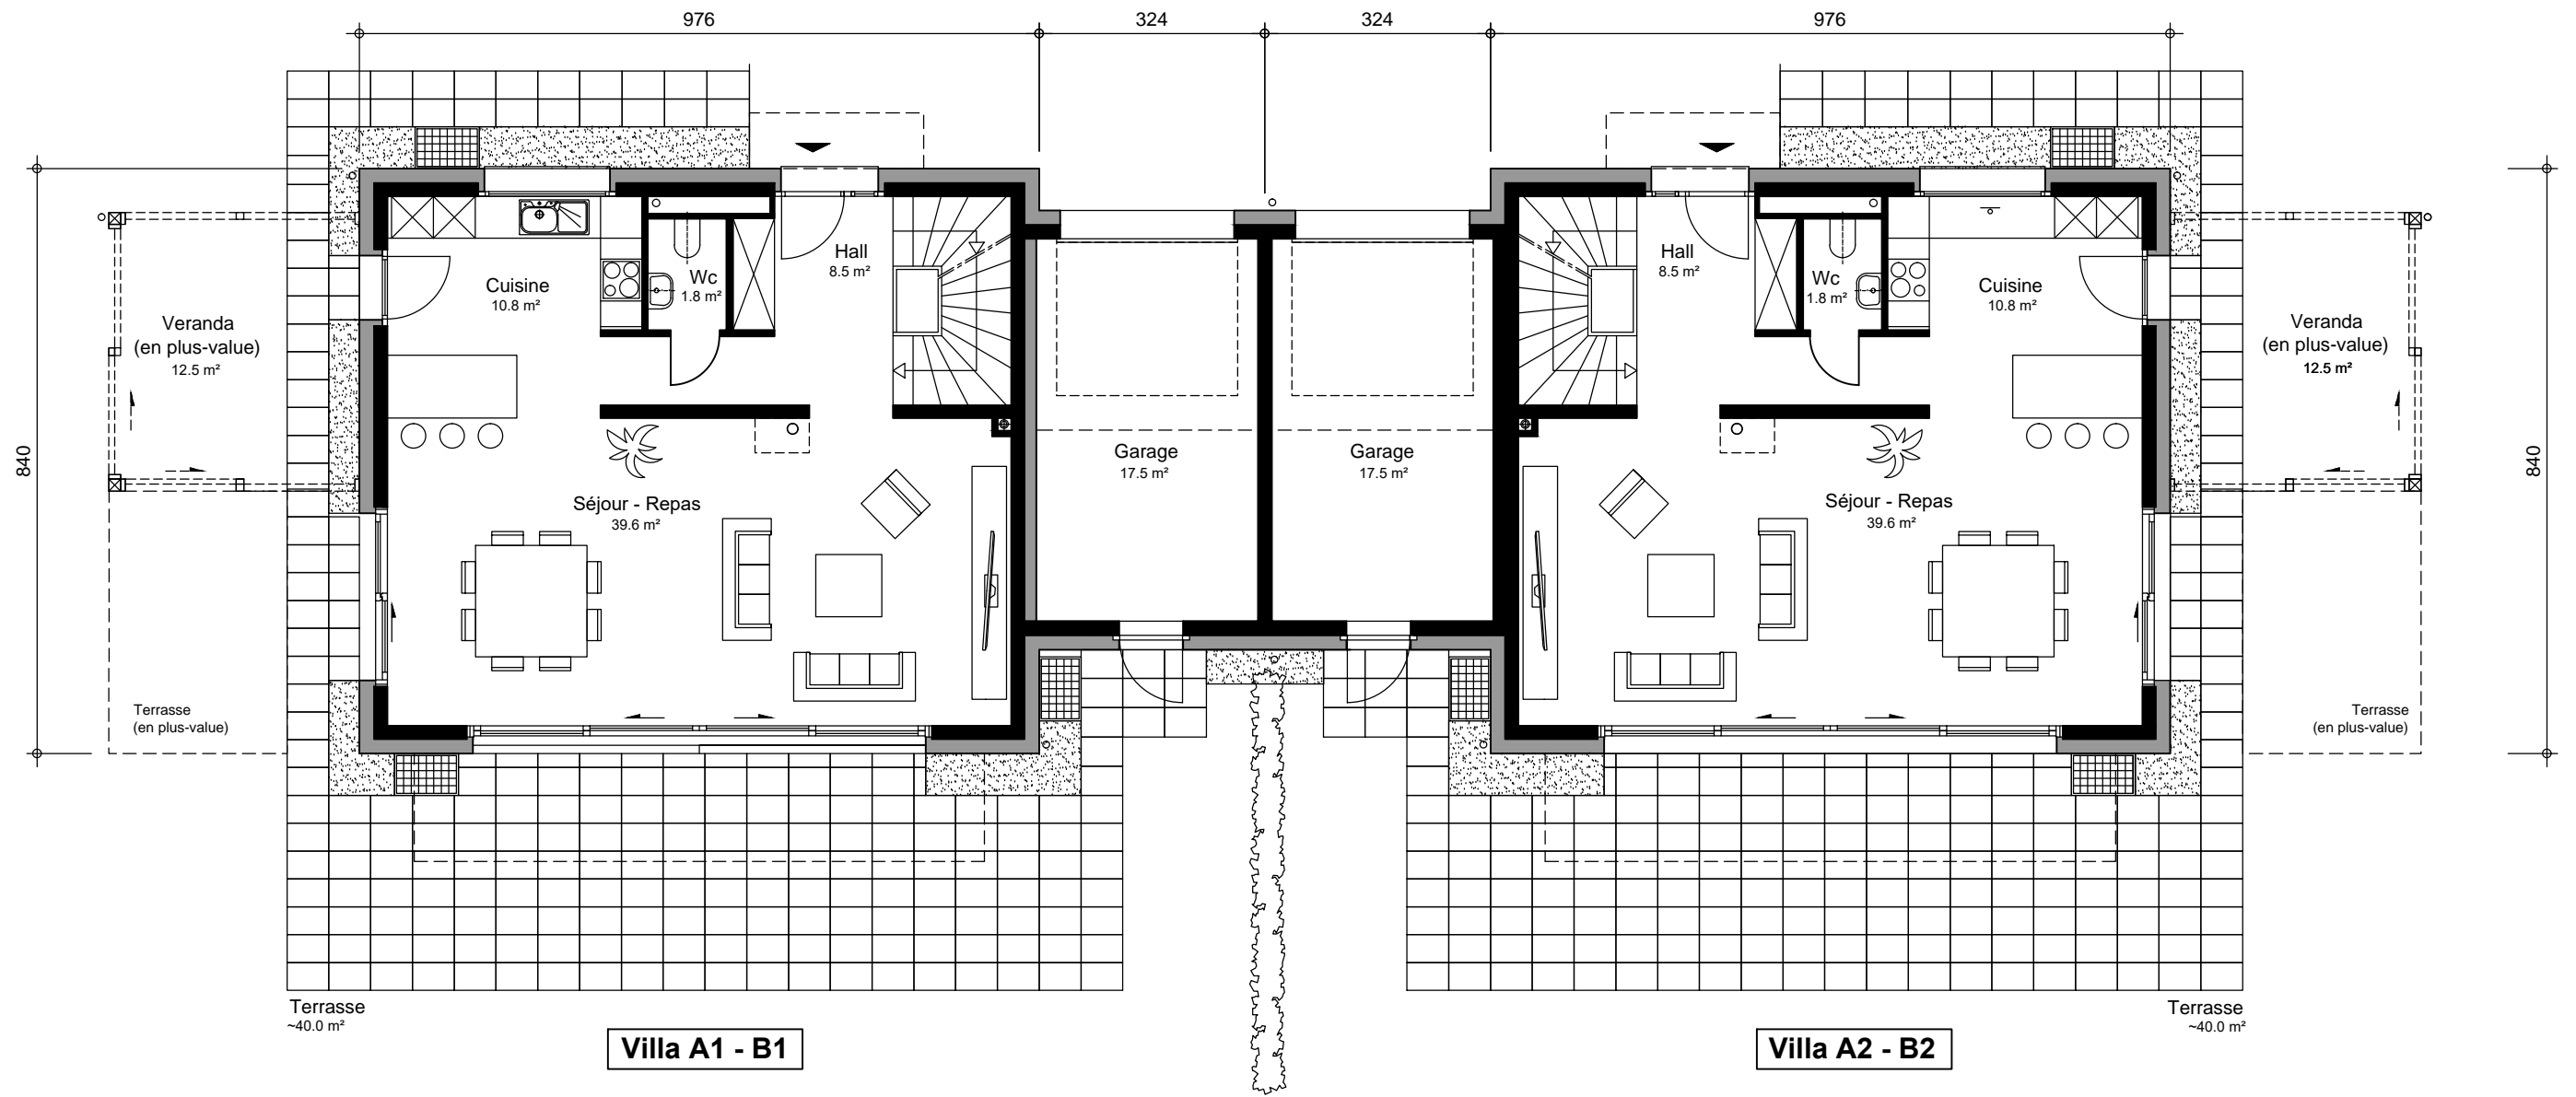 976
324
324
976
840
840
Hall
8.5 m²
Wc
1.8 m²
Cuisine
10.8 m²
Veranda
(en plus-value)
12.5 m²
Garage
17.5 m²
Séjour - Repas
39.6 m²
Terrasse
(en plus-value)
Terrasse
~40.0 m²
Villa A1 - B1
Hall
8.5 m²
Wc
1.8 m²
Cuisine
10.8 m²
Veranda
(en plus-value)
12.5 m²
Garage
17.5 m²
Séjour - Repas
39.6 m²
Terrasse
(en plus-value)
Terrasse
~40.0 m²
Villa A2 - B2